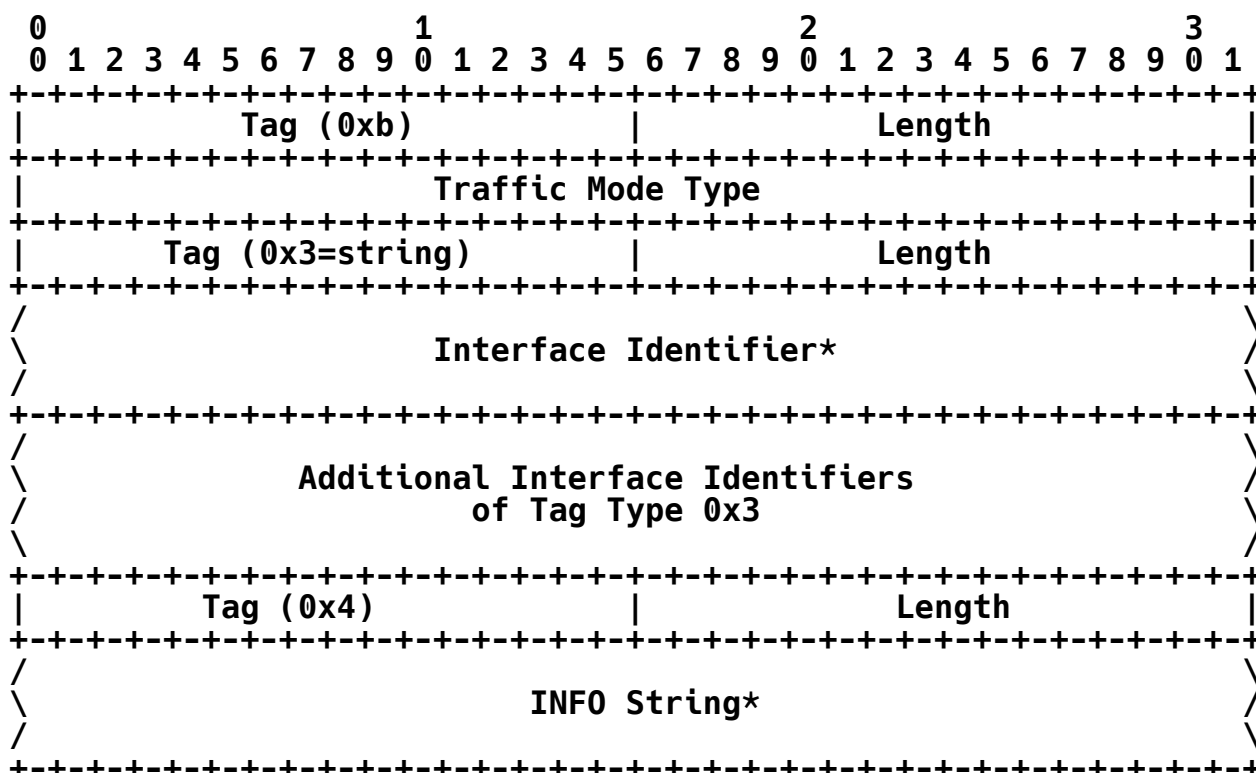 0                   1                   2                   3
 0 1 2 3 4 5 6 7 8 9 0 1 2 3 4 5 6 7 8 9 0 1 2 3 4 5 6 7 8 9 0 1
+-+-+-+-+-+-+-+-+-+-+-+-+-+-+-+-+-+-+-+-+-+-+-+-+-+-+-+-+-+-+-+-+
|           Tag (0xb)           |            Length             |
+-+-+-+-+-+-+-+-+-+-+-+-+-+-+-+-+-+-+-+-+-+-+-+-+-+-+-+-+-+-+-+-+
|                     Traffic Mode Type                         |
+-+-+-+-+-+-+-+-+-+-+-+-+-+-+-+-+-+-+-+-+-+-+-+-+-+-+-+-+-+-+-+-+
|       Tag (0x3=string)        |            Length             |
+-+-+-+-+-+-+-+-+-+-+-+-+-+-+-+-+-+-+-+-+-+-+-+-+-+-+-+-+-+-+-+-+
/                                                               \
\                     Interface Identifier*                     /
/                                                               \
+-+-+-+-+-+-+-+-+-+-+-+-+-+-+-+-+-+-+-+-+-+-+-+-+-+-+-+-+-+-+-+-+
/                                                               \
\              Additional Interface Identifiers                 /
/                       of Tag Type 0x3                         \
\                                                               /
+-+-+-+-+-+-+-+-+-+-+-+-+-+-+-+-+-+-+-+-+-+-+-+-+-+-+-+-+-+-+-+-+
|         Tag (0x4)             |             Length            |
+-+-+-+-+-+-+-+-+-+-+-+-+-+-+-+-+-+-+-+-+-+-+-+-+-+-+-+-+-+-+-+-+
/                                                               \
\                          INFO String*                         /
/                                                               \
+-+-+-+-+-+-+-+-+-+-+-+-+-+-+-+-+-+-+-+-+-+-+-+-+-+-+-+-+-+-+-+-+